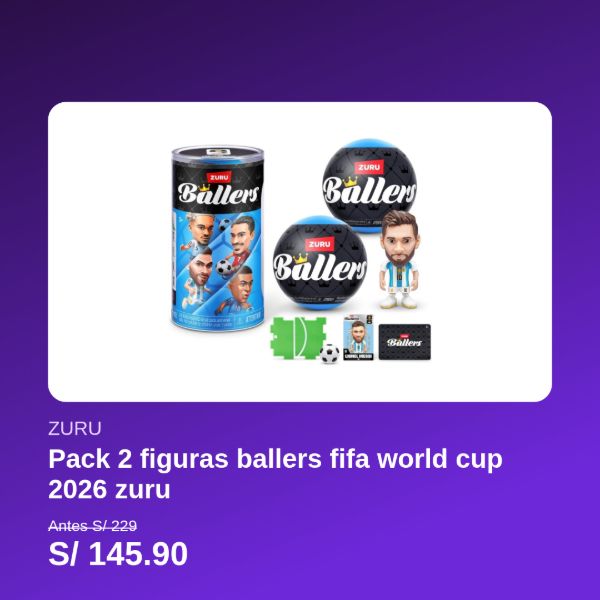 ZURU
Ballers
ZURU
Ballers
ZURU
Ballers
Ballers
ZURU
Pack 2 figuras ballers fifa world cup
2026 zuru
Antes S/ 229
S/ 145.90